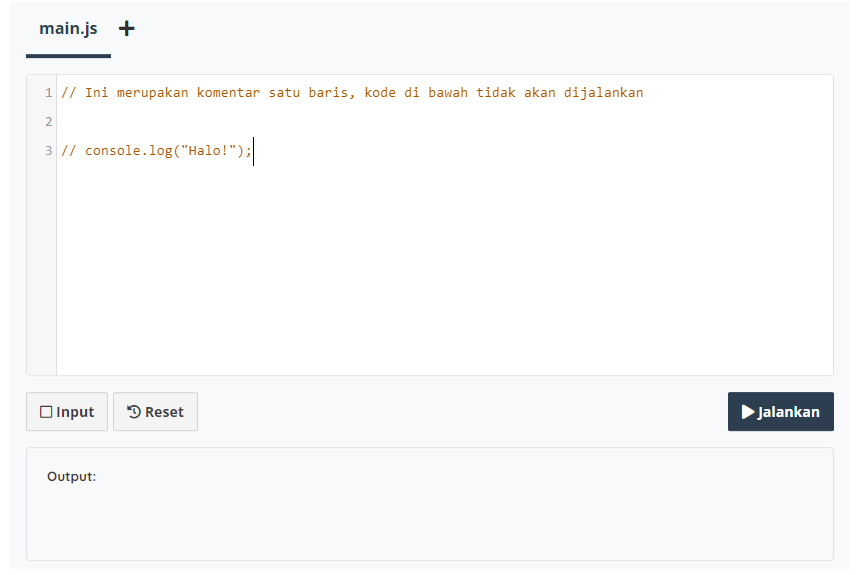 main.js +
1 // Ini merupakan komentar satu baris, kode di bawah tidak akan dijalankan
2
3 // console.log("Halo!");
Input Reset Jalankan
Output: